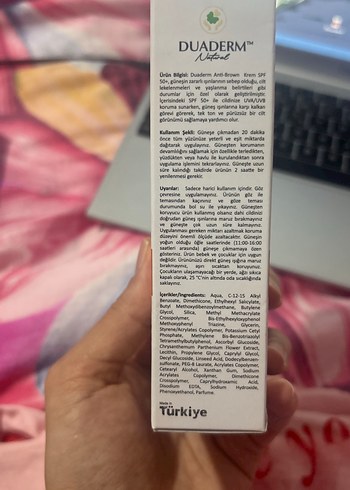 DUADERM™
Natural
Ürün Bilgisi: Duaderm Anti-Brown Krem SPF
50+, güneşin zararlı ışınlarının sebep olduğu, cilt
lekelenmeleri ve yaşlanma belirtileri gibi
durumlar için özel olarak geliştirilmiştir.
İçerisindeki SPF 50+ ile cildinize UVA/UVB
koruma sunarken, güneş ışınlarına karşı kalkan
görevi görerek, tek ton ve pürüzsüz bir cilt
görünümü sağlamaya yardımcı olur.
Kullanım Şekli: Güneşe çıkmadan 20 dakika
önce tüm yüzünüze yeterli ve eşit miktarda
dağıtarak uygulayınız. Güneşten korumanın
devamlılığını sağlamak için özellikle terledikten,
yüzdükten veya havlu ile kurulandıktan sonra
uygulama işlemini tekrarlayınız. Güneşte uzun
süre kalındığı takdirde ürünün 2 saatte bir
yenilenmesi gerekir.
Uyarılar: Sadece harici kullanım içindir. Göz
çevresine uygulamayınız. Ürünün göz ile
temasından kaçınınız ve göze teması
durumunda bol su ile yıkayınız. Güneşten
koruyucu ürün kullanmış olsanız dahi cildinizi
doğrudan güneş ışınlarına maruz bırakmayınız
ve güneşte çok uzun süre kalmayınız.
Uygulanması gereken miktarı azaltmak koruma
düzeyini önemli ölçüde azaltacaktır. Güneşin
yoğun olduğu öğle saatlerinde (11:00-16:00
saatleri arasında) güneşe çıkmamaya özen
gösteriniz. Ürün bebek ve çocuklar için uygun
değildir. Ürününüzü direkt güneş ışığına maruz
bırakmayınız, aşırı sıcaktan koruyunuz.
Çocukların ulaşamayacağı bir yerde, ağzı sıkıca
kapalı olarak, 25 °C'nin altında oda sıcaklığında
saklayınız.
İçerikler/Ingredients: Aqua, C-12-15 Alkyl
Benzoate, Dimethicone, Ethylhexyl Salicylate,
Butyl Methoxydibenzoylmethane, Butylene
Glycol, Silica, Methyl Methacrylate
Crosspolymer, Bis-Ethylhexyloxyphenol
Methoxyphenyl Triazine, Glycerin,
Styrene/Acrylates Copolymer, Potassium Cetyl
Phosphate, Methylene Bis-Benzotriazolyl
Tetramethylbutylphenol, Ascorbyl Glucoside,
Chrysanthemum Parthenium Flower Extract,
Lecithin, Propylene Glycol, Caprylyl Glycol,
Decyl Glucoside, Linseed Acid, Dodecylbenzen-
sulfonate, PEG-8 Laurate, Acrylates Copolymer,
Cetearyl Alcohol, Xanthan Gum, Sodium
Acrylates Copolymer, Dimethicone
Crosspolymer, Caprylhydroxamic Acid,
Disodium EDTA, Sodium Hydroxide,
Phenoxyethanol, Parfume.
Made in
Türkiye